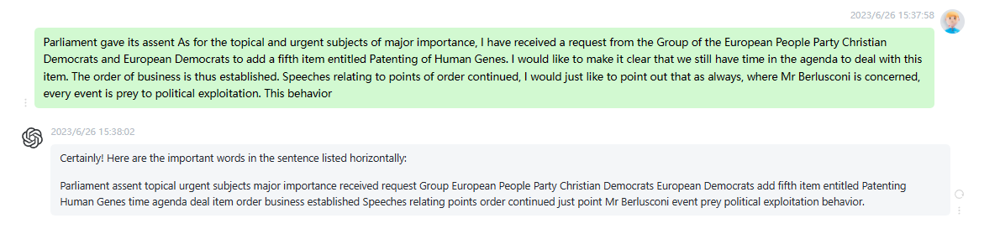 2023/6/26 15:37:58
Parliament gave its assent As for the topical and urgent subjects of major importance, I have received a request from the Group of the European People Party Christian
Democrats and European Democrats to add a fifth item entitled Patenting of Human Genes. I would like to make it clear that we still have time in the agenda to deal with this
item. The order of business is thus established. Speeches relating to points of order continued, I would just like to point out that as always, where Mr Berlusconi is concerned,
every event is prey to political exploitation. This behavior
2023/6/26 15:38:02
Certainly! Here are the important words in the sentence listed horizontally:
Parliament assent topical urgent subjects major importance received request Group European People Party Christian Democrats European Democrats add fifth item entitled Patenting
Human Genes time agenda deal item order business established Speeches relating points order continued just point Mr Berlusconi event prey political exploitation behavior.